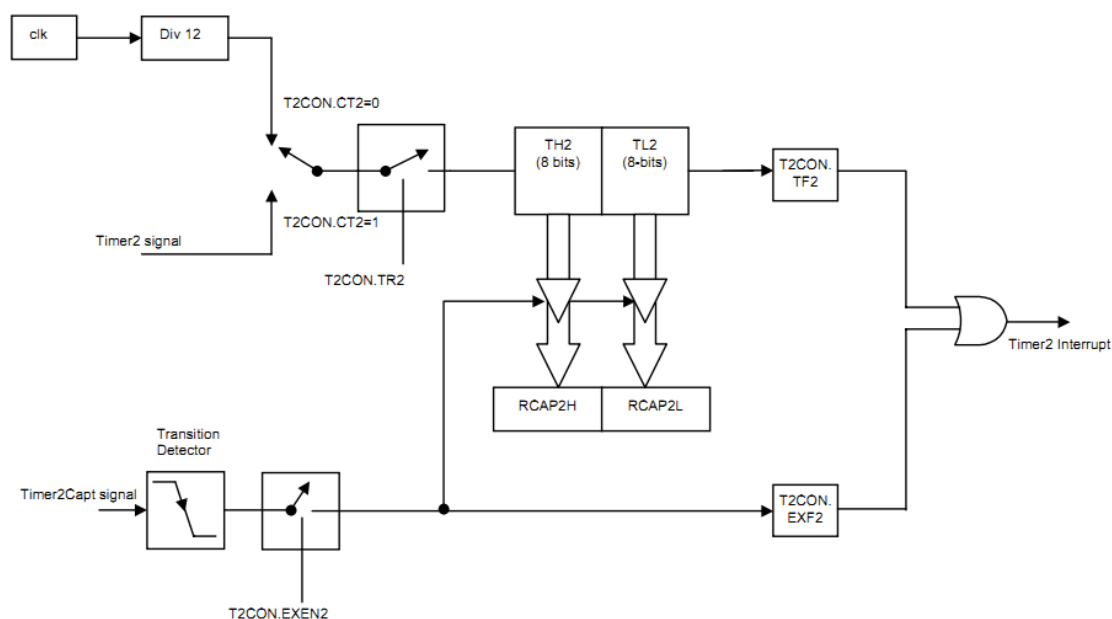 clk
Div 12
T2CON.CT2=0
TH2
(8 bits)
TL2
(8-bits)
T2CON.
TF2
T2CON.CT2=1
Timer2 signal
T2CON.TR2
Timer2 Interrupt
RCAP2H
RCAP2L
Transition
Detector
Timer2Capt signal
T2CON.
EXF2
T2CON.EXEN2